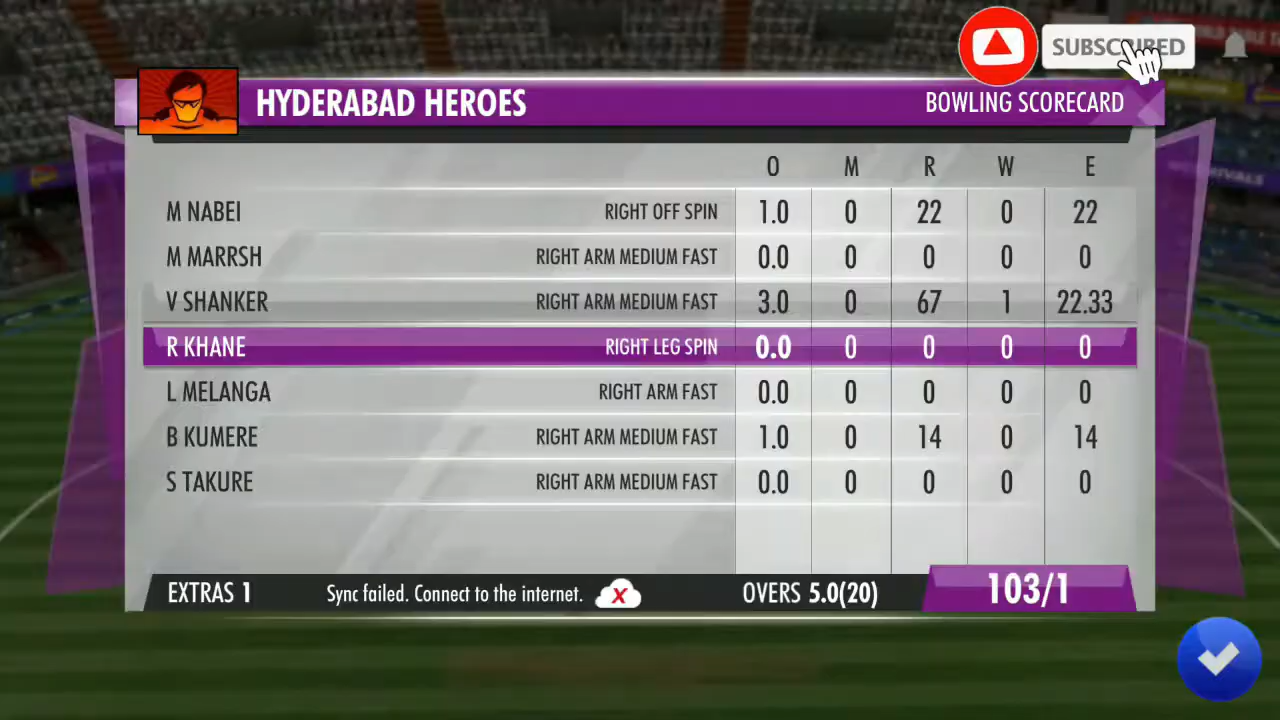 SUBSCRIBED
HYDERABAD HEROES BOWLING SCORECARD
O M R W E
M NABEI RIGHT OFF SPIN 1.0 0 22 0 22
M MARRSH RIGHT ARM MEDIUM FAST 0.0 0 0 0 0
V SHANKER RIGHT ARM MEDIUM FAST 3.0 0 67 1 22.33
R KHANE RIGHT LEG SPIN 0.0 0 0 0 0
L MELANGA RIGHT ARM FAST 0.0 0 0 0 0
B KUMERE RIGHT ARM MEDIUM FAST 1.0 0 14 0 14
S TAKURE RIGHT ARM MEDIUM FAST 0.0 0 0 0 0
EXTRAS 1 Sync failed. Connect to the internet. OVERS 5.0(20) 103/1